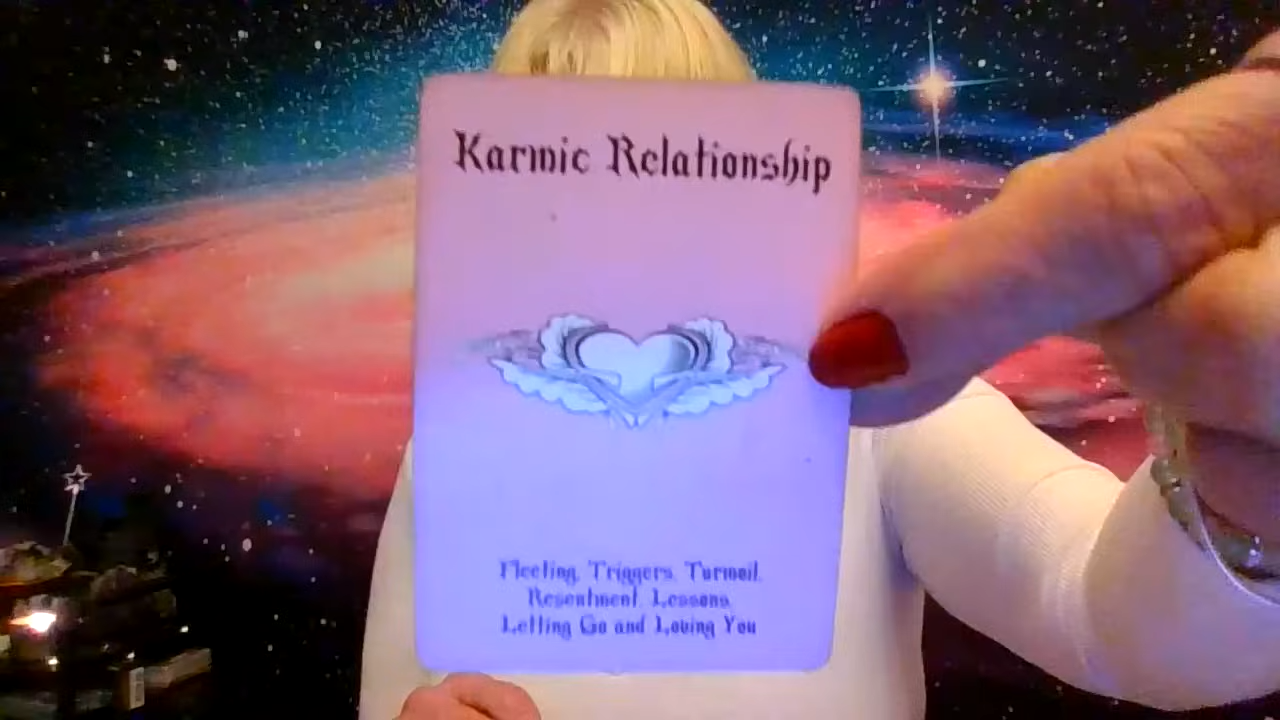 Karmic Relationship
Fleeting, Triggers, Turmoil,
Resentment, Lessons,
Letting Go and Loving You